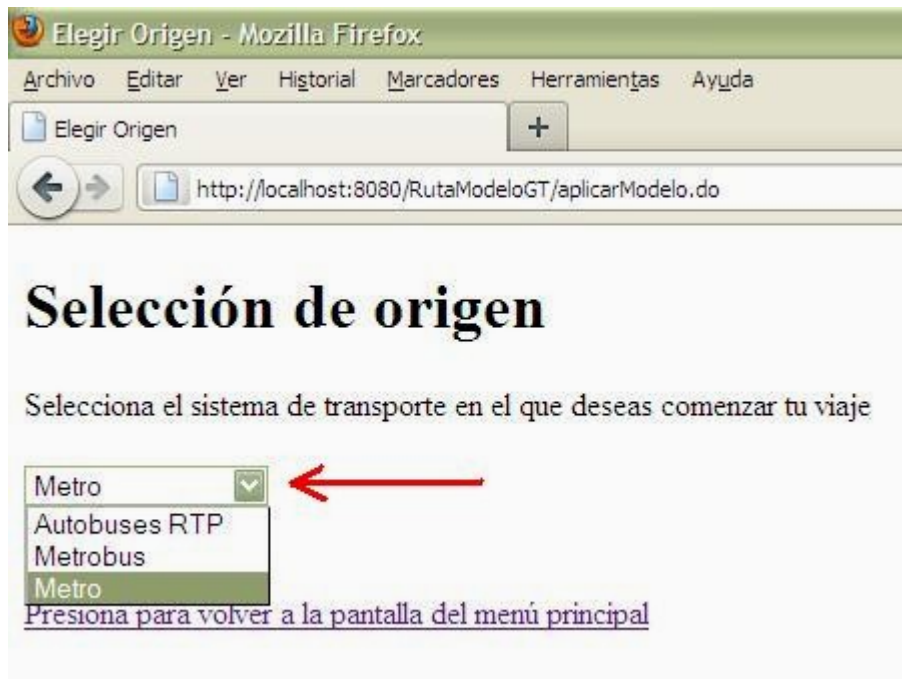 Elegir Origen - Mozilla Firefox
Archivo Editar Ver Historial Marcadores Herramientas Ayuda
Elegir Origen
http://localhost:8080/RutaModeloGT/aplicarModelo.do
Selección de origen
Selecciona el sistema de transporte en el que deseas comenzar tu viaje
Metro
Autobuses RTP
Metrobus
Metro
Presiona para volver a la pantalla del menú principal